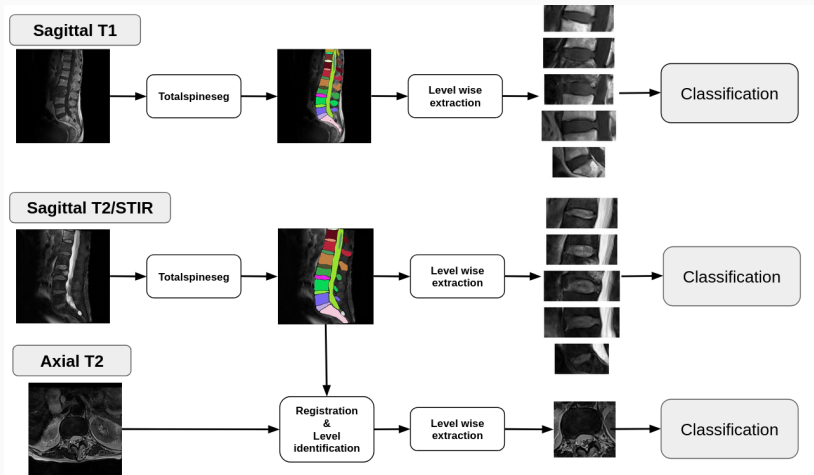 Sagittal T1
Totalspineseg
Level wise
extraction
Classification
Sagittal T2/STIR
Totalspineseg
Level wise
extraction
Classification
Axial T2
Registration
&
Level
identification
Level wise
extraction
Classification